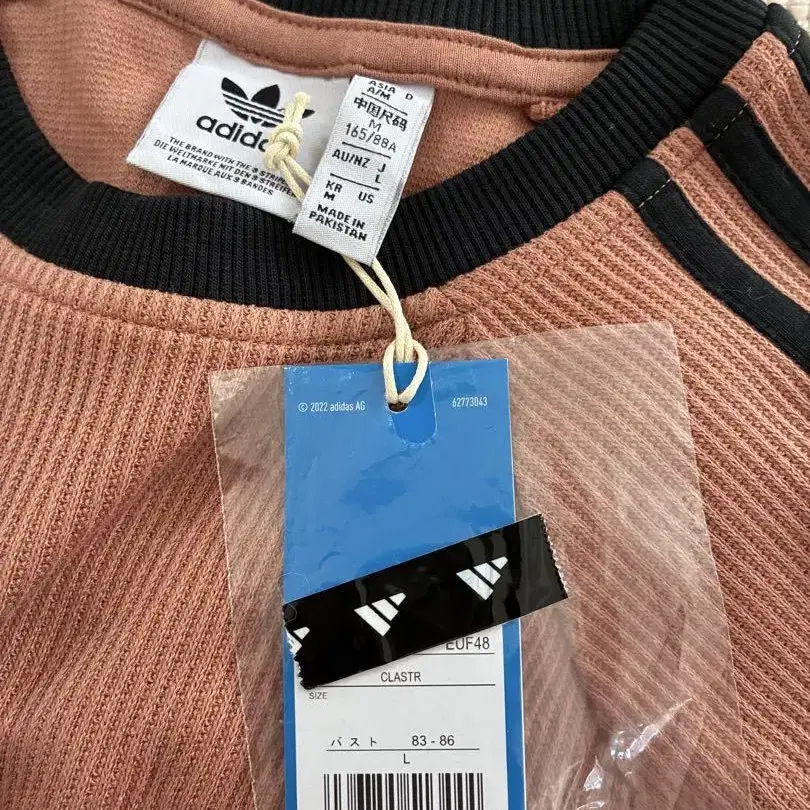 adidas
THE BRAND WITH THE 3 STRIPES
DIE WELTMARKE MIT DEN 3 STREIFEN
LA MARQUE AUX 3 BANDES
ASIA D
A/M
中国尺码
M
165/88A
AU/NZ J
L
KR US
M
MADE IN
PAKISTAN
© 2022 adidas AG 62773043
EUF48
CLASTR
SIZE
バスト 83 - 86
L